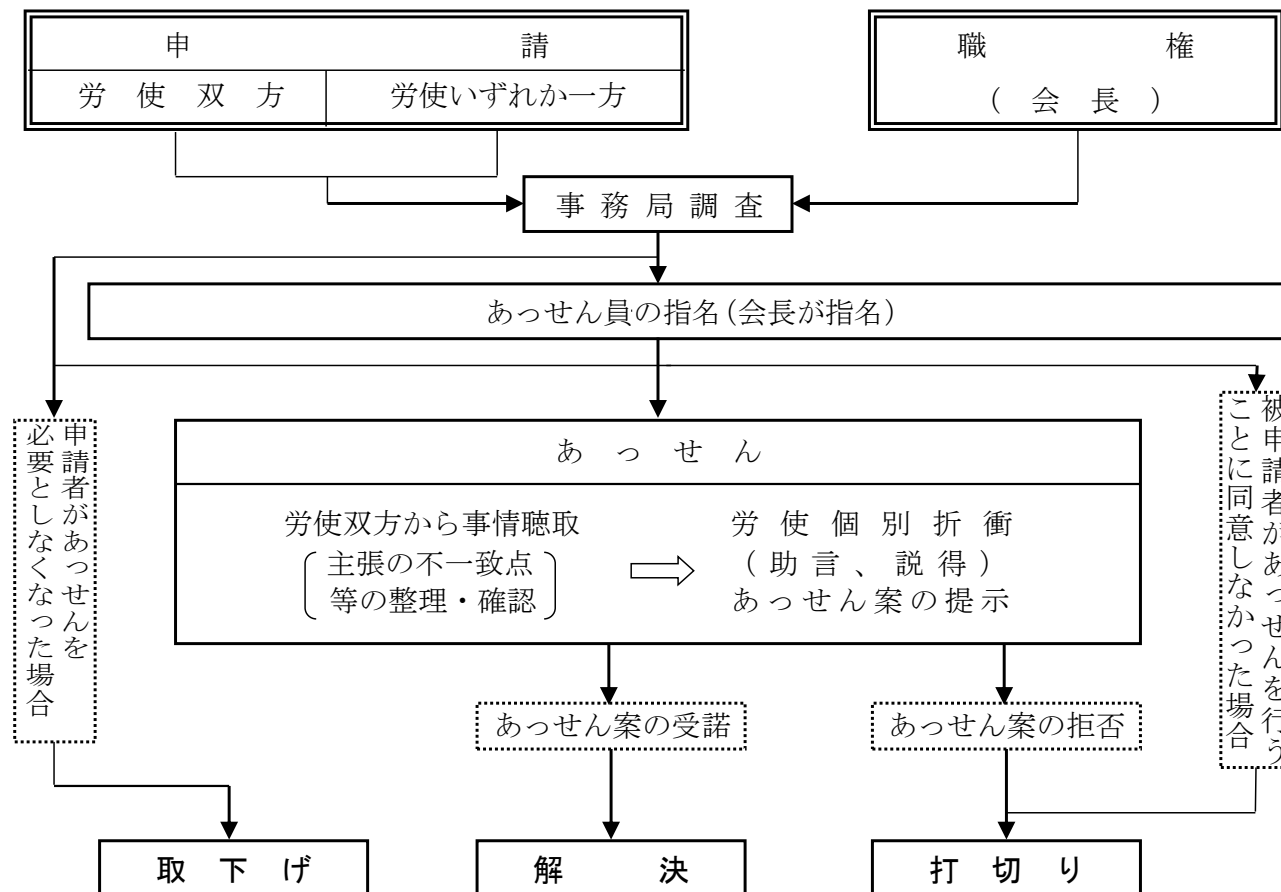 申請
労使双方
労使いずれか一方
職権
(会長)
事務局調査
あっせん員の指名(会長が指名)
申請者があっせんを
必要としなくなった場合
あっせん
労使双方から事情聴取
主張の不一致点
等の整理・確認
労使個別折衝
(助言、説得)
あっせん案の提示
被申請者があっせんを行う
ことに同意しなかった場合
あっせん案の受諾
あっせん案の拒否
取下げ
解決
打切り